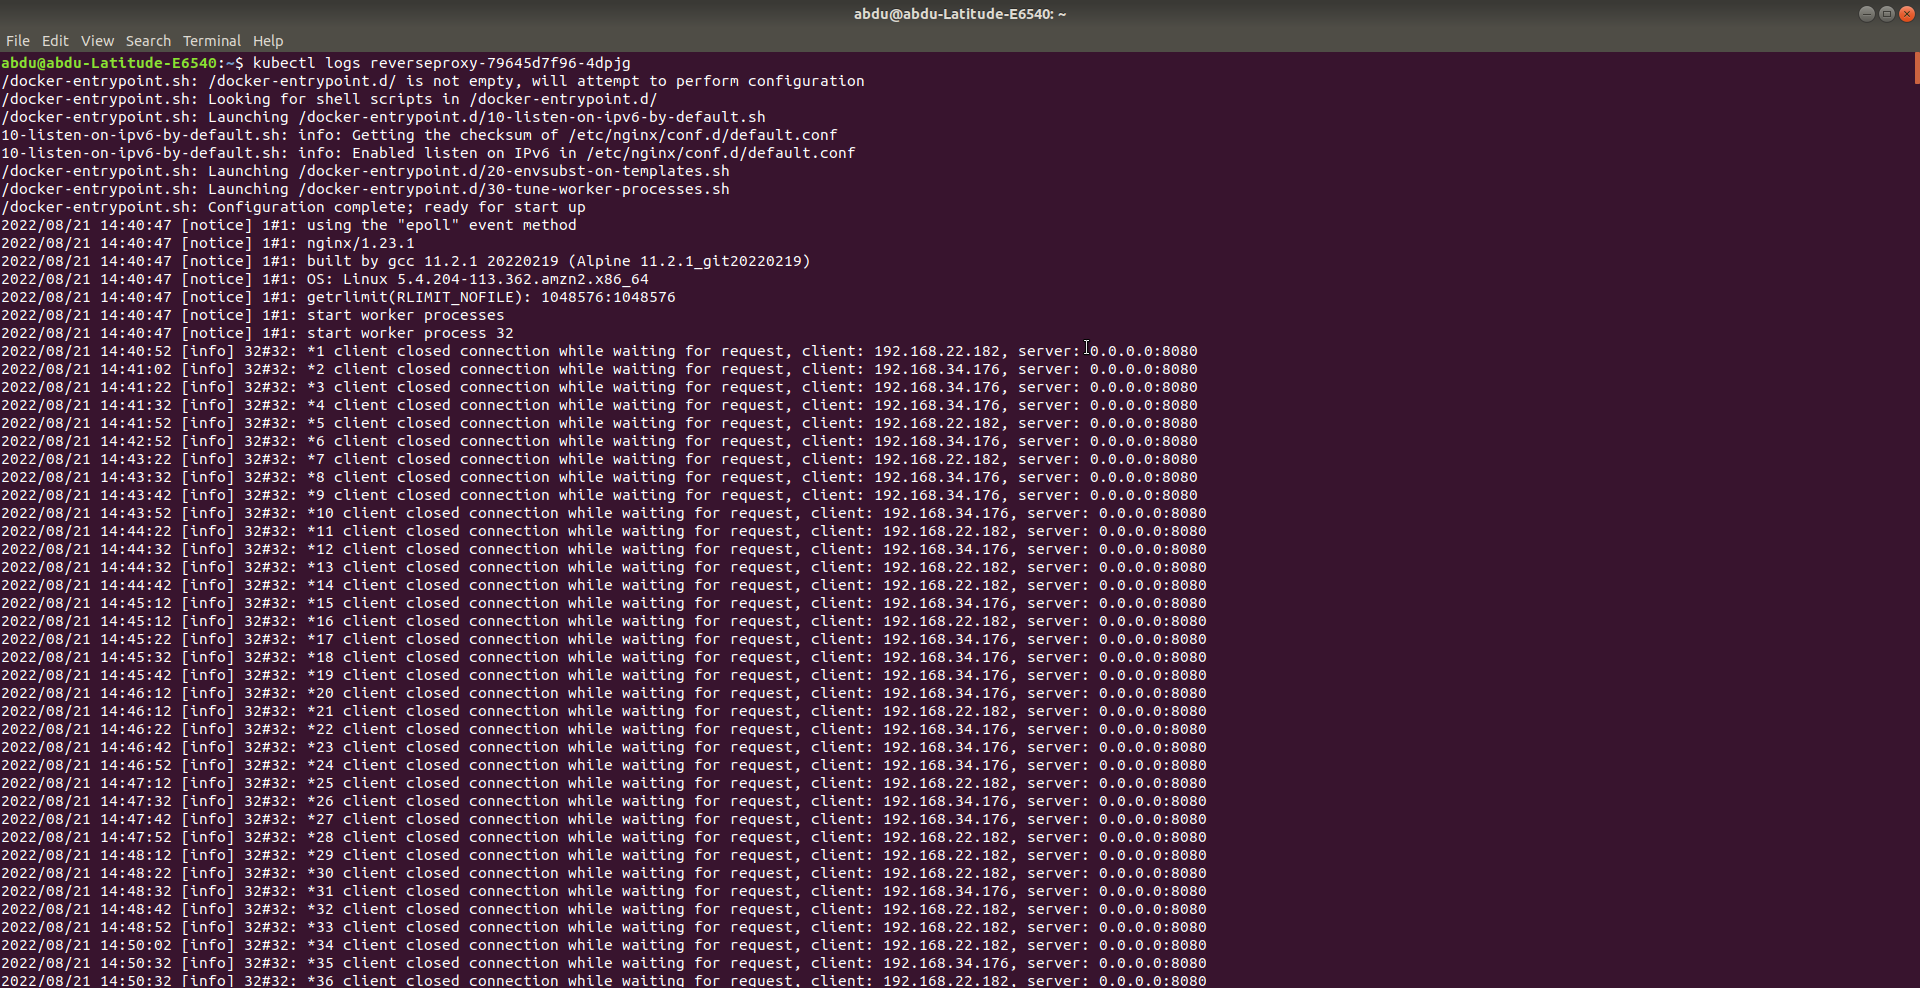 abdu@abdu-Latitude-E6540: ~
File Edit View Search Terminal Help
abdu@abdu-Latitude-E6540:~$ kubectl logs reverseproxy-79645d7f96-4dpjg
/docker-entrypoint.sh: /docker-entrypoint.d/ is not empty, will attempt to perform configuration
/docker-entrypoint.sh: Looking for shell scripts in /docker-entrypoint.d/
/docker-entrypoint.sh: Launching /docker-entrypoint.d/10-listen-on-ipv6-by-default.sh
10-listen-on-ipv6-by-default.sh: info: Getting the checksum of /etc/nginx/conf.d/default.conf
10-listen-on-ipv6-by-default.sh: info: Enabled listen on IPv6 in /etc/nginx/conf.d/default.conf
/docker-entrypoint.sh: Launching /docker-entrypoint.d/20-envsubst-on-templates.sh
/docker-entrypoint.sh: Launching /docker-entrypoint.d/30-tune-worker-processes.sh
/docker-entrypoint.sh: Configuration complete; ready for start up
2022/08/21 14:40:47 [notice] 1#1: using the "epoll" event method
2022/08/21 14:40:47 [notice] 1#1: nginx/1.23.1
2022/08/21 14:40:47 [notice] 1#1: built by gcc 11.2.1 20220219 (Alpine 11.2.1_git20220219)
2022/08/21 14:40:47 [notice] 1#1: OS: Linux 5.4.204-113.362.amzn2.x86_64
2022/08/21 14:40:47 [notice] 1#1: getrlimit(RLIMIT_NOFILE): 1048576:1048576
2022/08/21 14:40:47 [notice] 1#1: start worker processes
2022/08/21 14:40:47 [notice] 1#1: start worker process 32
2022/08/21 14:40:52 [info] 32#32: *1 client closed connection while waiting for request, client: 192.168.22.182, server: 0.0.0.0:8080
2022/08/21 14:41:02 [info] 32#32: *2 client closed connection while waiting for request, client: 192.168.34.176, server: 0.0.0.0:8080
2022/08/21 14:41:22 [info] 32#32: *3 client closed connection while waiting for request, client: 192.168.34.176, server: 0.0.0.0:8080
2022/08/21 14:41:32 [info] 32#32: *4 client closed connection while waiting for request, client: 192.168.34.176, server: 0.0.0.0:8080
2022/08/21 14:41:52 [info] 32#32: *5 client closed connection while waiting for request, client: 192.168.22.182, server: 0.0.0.0:8080
2022/08/21 14:42:52 [info] 32#32: *6 client closed connection while waiting for request, client: 192.168.34.176, server: 0.0.0.0:8080
2022/08/21 14:43:22 [info] 32#32: *7 client closed connection while waiting for request, client: 192.168.22.182, server: 0.0.0.0:8080
2022/08/21 14:43:32 [info] 32#32: *8 client closed connection while waiting for request, client: 192.168.34.176, server: 0.0.0.0:8080
2022/08/21 14:43:42 [info] 32#32: *9 client closed connection while waiting for request, client: 192.168.34.176, server: 0.0.0.0:8080
2022/08/21 14:43:52 [info] 32#32: *10 client closed connection while waiting for request, client: 192.168.34.176, server: 0.0.0.0:8080
2022/08/21 14:44:22 [info] 32#32: *11 client closed connection while waiting for request, client: 192.168.22.182, server: 0.0.0.0:8080
2022/08/21 14:44:32 [info] 32#32: *12 client closed connection while waiting for request, client: 192.168.34.176, server: 0.0.0.0:8080
2022/08/21 14:44:32 [info] 32#32: *13 client closed connection while waiting for request, client: 192.168.22.182, server: 0.0.0.0:8080
2022/08/21 14:44:42 [info] 32#32: *14 client closed connection while waiting for request, client: 192.168.22.182, server: 0.0.0.0:8080
2022/08/21 14:45:12 [info] 32#32: *15 client closed connection while waiting for request, client: 192.168.34.176, server: 0.0.0.0:8080
2022/08/21 14:45:12 [info] 32#32: *16 client closed connection while waiting for request, client: 192.168.22.182, server: 0.0.0.0:8080
2022/08/21 14:45:22 [info] 32#32: *17 client closed connection while waiting for request, client: 192.168.34.176, server: 0.0.0.0:8080
2022/08/21 14:45:32 [info] 32#32: *18 client closed connection while waiting for request, client: 192.168.34.176, server: 0.0.0.0:8080
2022/08/21 14:45:42 [info] 32#32: *19 client closed connection while waiting for request, client: 192.168.34.176, server: 0.0.0.0:8080
2022/08/21 14:46:12 [info] 32#32: *20 client closed connection while waiting for request, client: 192.168.34.176, server: 0.0.0.0:8080
2022/08/21 14:46:12 [info] 32#32: *21 client closed connection while waiting for request, client: 192.168.22.182, server: 0.0.0.0:8080
2022/08/21 14:46:22 [info] 32#32: *22 client closed connection while waiting for request, client: 192.168.34.176, server: 0.0.0.0:8080
2022/08/21 14:46:42 [info] 32#32: *23 client closed connection while waiting for request, client: 192.168.34.176, server: 0.0.0.0:8080
2022/08/21 14:46:52 [info] 32#32: *24 client closed connection while waiting for request, client: 192.168.34.176, server: 0.0.0.0:8080
2022/08/21 14:47:12 [info] 32#32: *25 client closed connection while waiting for request, client: 192.168.22.182, server: 0.0.0.0:8080
2022/08/21 14:47:32 [info] 32#32: *26 client closed connection while waiting for request, client: 192.168.34.176, server: 0.0.0.0:8080
2022/08/21 14:47:42 [info] 32#32: *27 client closed connection while waiting for request, client: 192.168.34.176, server: 0.0.0.0:8080
2022/08/21 14:47:52 [info] 32#32: *28 client closed connection while waiting for request, client: 192.168.22.182, server: 0.0.0.0:8080
2022/08/21 14:48:12 [info] 32#32: *29 client closed connection while waiting for request, client: 192.168.22.182, server: 0.0.0.0:8080
2022/08/21 14:48:22 [info] 32#32: *30 client closed connection while waiting for request, client: 192.168.22.182, server: 0.0.0.0:8080
2022/08/21 14:48:32 [info] 32#32: *31 client closed connection while waiting for request, client: 192.168.34.176, server: 0.0.0.0:8080
2022/08/21 14:48:42 [info] 32#32: *32 client closed connection while waiting for request, client: 192.168.22.182, server: 0.0.0.0:8080
2022/08/21 14:48:52 [info] 32#32: *33 client closed connection while waiting for request, client: 192.168.22.182, server: 0.0.0.0:8080
2022/08/21 14:50:02 [info] 32#32: *34 client closed connection while waiting for request, client: 192.168.22.182, server: 0.0.0.0:8080
2022/08/21 14:50:32 [info] 32#32: *35 client closed connection while waiting for request, client: 192.168.34.176, server: 0.0.0.0:8080
2022/08/21 14:50:32 [info] 32#32: *36 client closed connection while waiting for request, client: 192.168.22.182, server: 0.0.0.0:8080